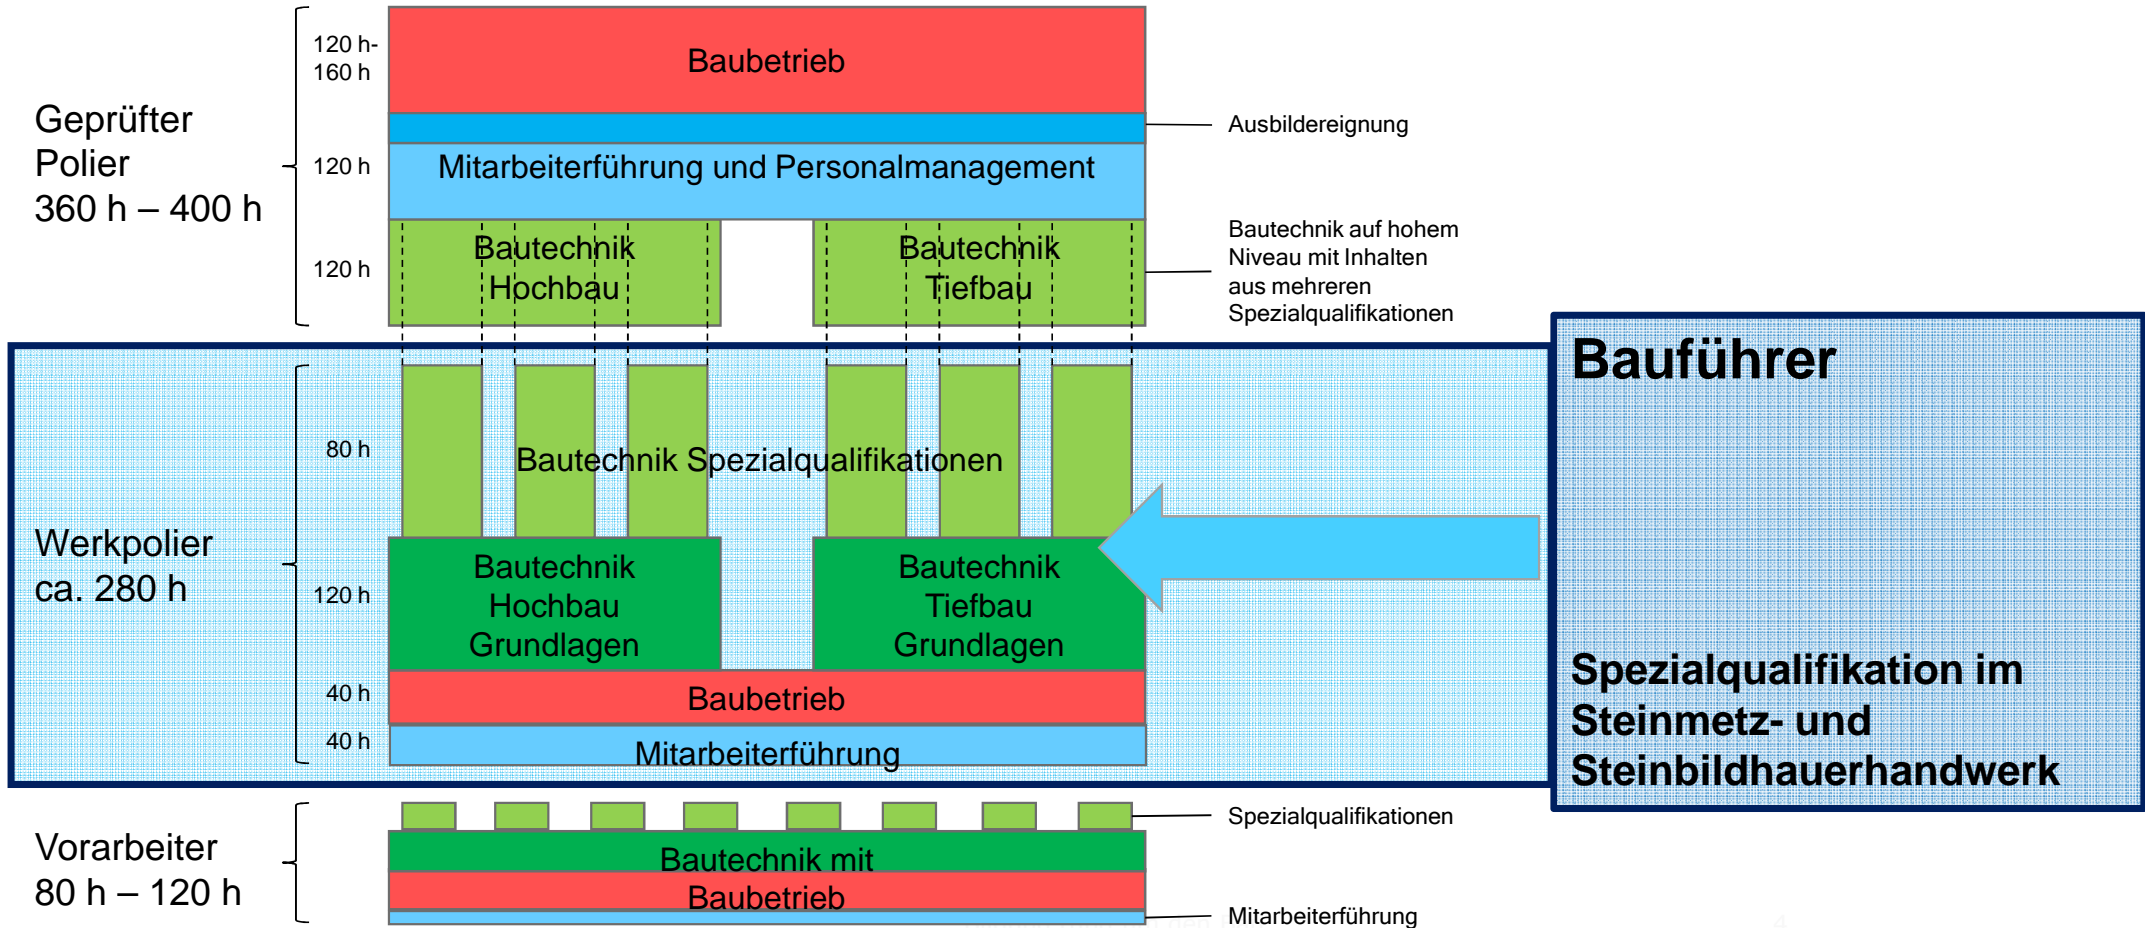 Geprüfter
Polier
360 h – 400 h
120 h-
160 h
Baubetrieb
Ausbildereignung
120 h
Mitarbeiterführung und Personalmanagement
120 h
Bautechnik
Hochbau
Bautechnik
Tiefbau
Bautechnik auf hohem
Niveau mit Inhalten
aus mehreren
Spezialqualifikationen
Bauführer
Spezialqualifikation im
Steinmetz- und
Steinbildhauerhandwerk
Werkpolier
ca. 280 h
80 h
Bautechnik Spezialqualifikationen
120 h
Bautechnik
Hochbau
Grundlagen
Bautechnik
Tiefbau
Grundlagen
40 h
Baubetrieb
40 h
Mitarbeiterführung
Vorarbeiter
80 h – 120 h
Spezialqualifikationen
Bautechnik mit
Baubetrieb
Mitarbeiterführung